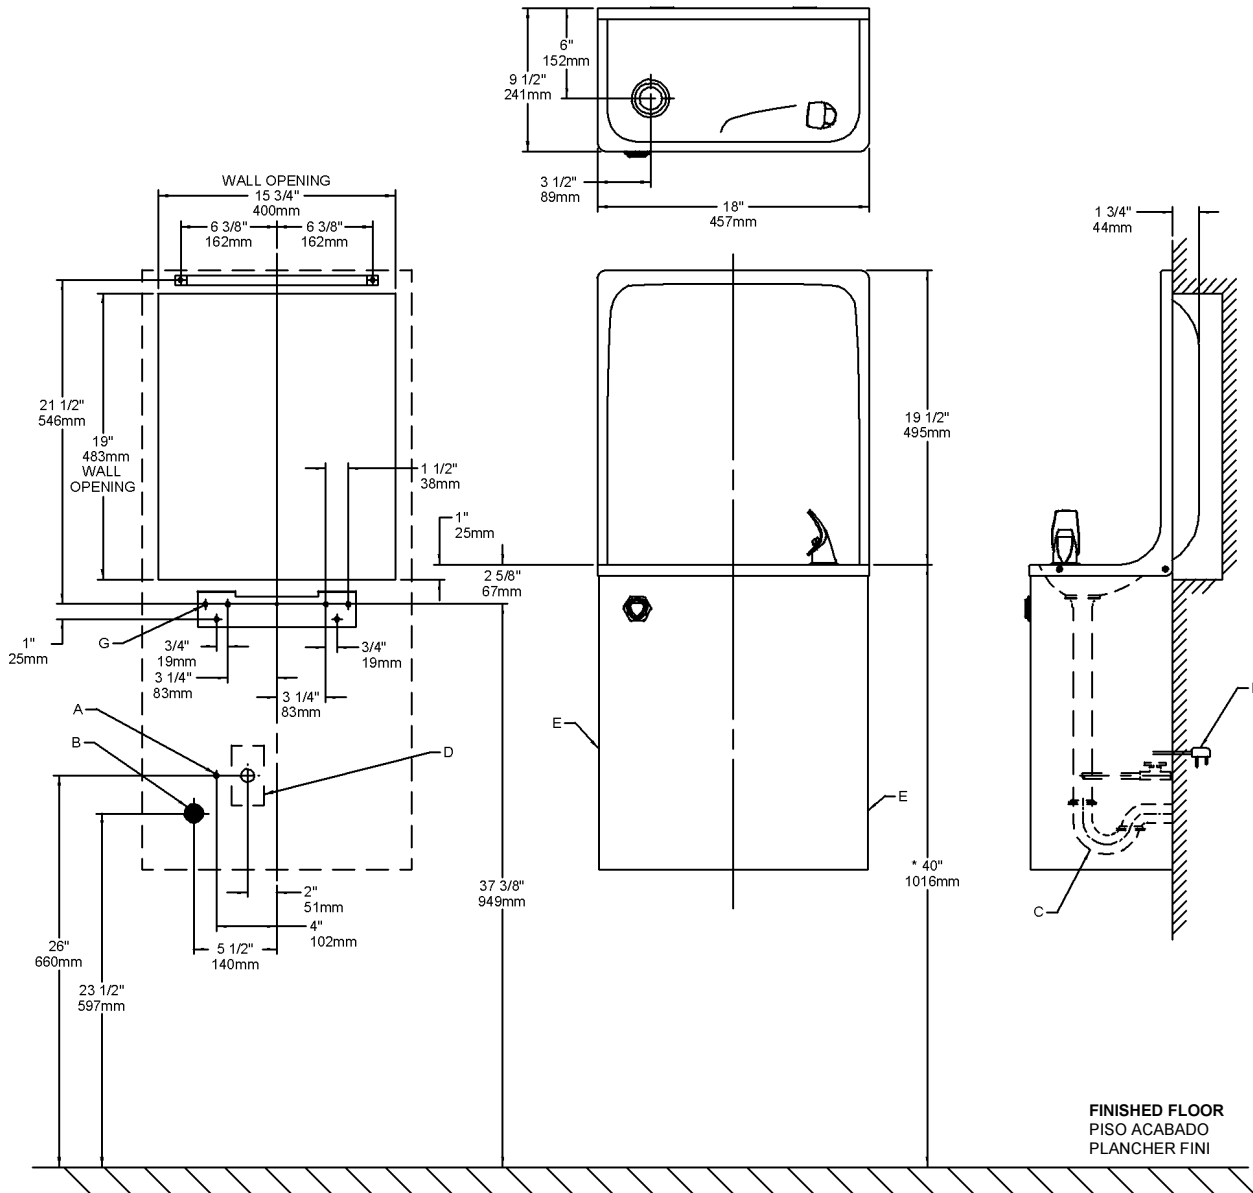 6"
152mm
9 1/2"
241mm
3 1/2"
89mm
18"
457mm
WALL OPENING
15 3/4"
400mm
6 3/8"
162mm
6 3/8"
162mm
1 3/4"
44mm
21 1/2"
546mm
19"
483mm
WALL
OPENING
1 1/2"
38mm
19 1/2"
495mm
1"
25mm
2 5/8"
67mm
1"
25mm
G
3/4"
19mm
3/4"
19mm
3 1/4"
83mm
3 1/4"
83mm
A
B
D
E
E
C
2"
51mm
4"
102mm
5 1/2"
140mm
26"
660mm
23 1/2"
597mm
37 3/8"
949mm
* 40"
1016mm
FINISHED FLOOR
PISO ACABADO
PLANCHER FINI